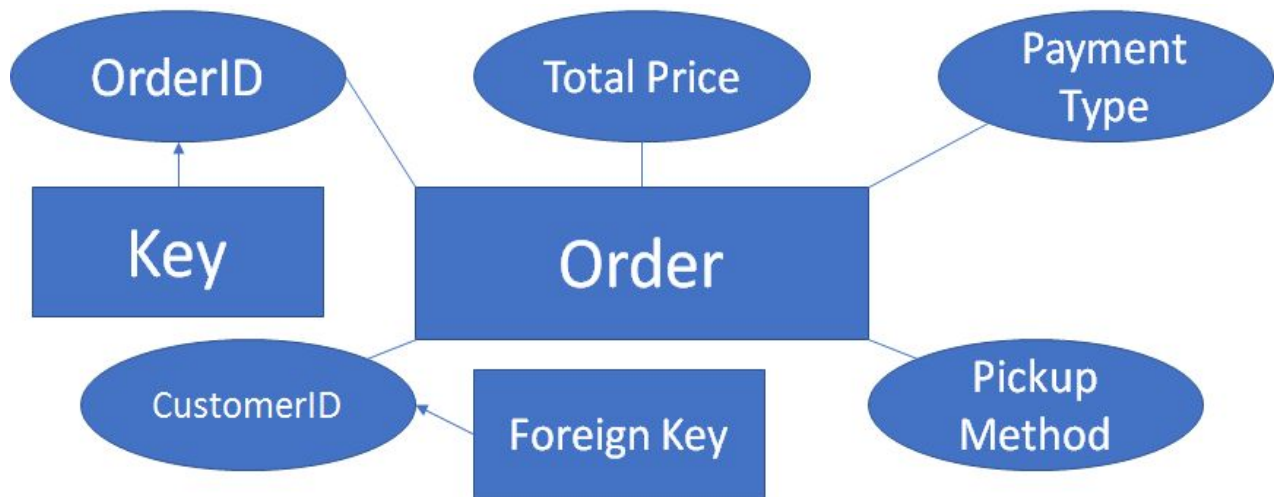 OrderID
Total Price
Payment
Type
Key
Order
CustomerID
Foreign Key
Pickup
Method